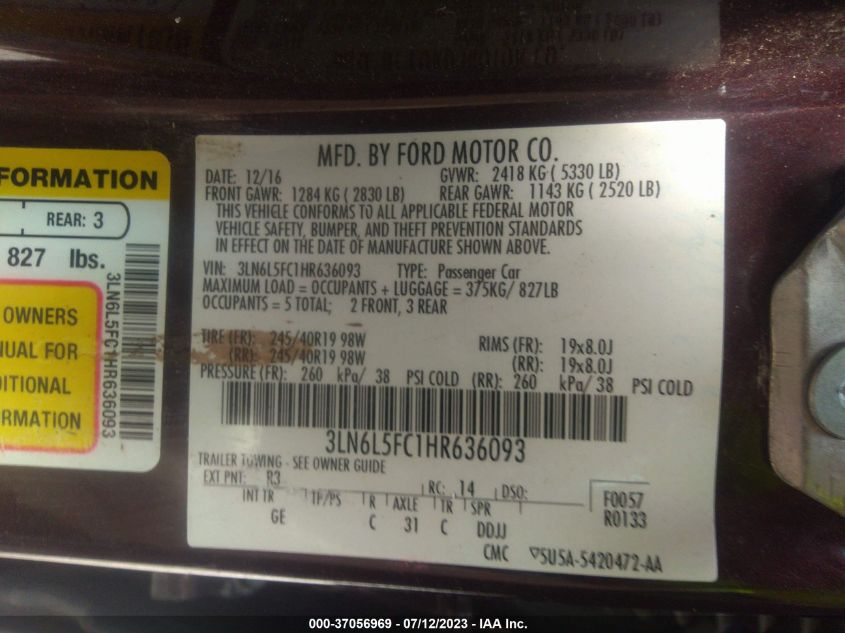 FORMATION
REAR: 3
827 lbs.
OWNERS
NUAL FOR
DITIONAL
RMATION
3LN6L5FC1HR636093
MFD. BY FORD MOTOR CO.
DATE: 12/16 GVWR: 2418 KG ( 5330 LB)
FRONT GAWR: 1284 KG ( 2830 LB) REAR GAWR: 1143 KG ( 2520 LB)
THIS VEHICLE CONFORMS TO ALL APPLICABLE FEDERAL MOTOR
VEHICLE SAFETY, BUMPER, AND THEFT PREVENTION STANDARDS
IN EFFECT ON THE DATE OF MANUFACTURE SHOWN ABOVE.
VIN: 3LN6L5FC1HR636093 TYPE: Passenger Car
MAXIMUM LOAD = OCCUPANTS + LUGGAGE = 375KG/ 827LB
OCCUPANTS = 5 TOTAL; 2 FRONT, 3 REAR
TIRE (FR): 245/40R19 98W RIMS (FR): 19x8.0J
(RR): 245/40R19 98W (RR): 19x8.0J
PRESSURE (FR): 260 kPa/ 38 PSI COLD (RR): 260 kPa/ 38 PSI COLD
3LN6L5FC1HR636093
TRAILER TOWING - SEE OWNER GUIDE
EXT PNT: R3 RC: 14 DSO: F0057
INT TR TP/PS R AXLE TR SPR R0133
GE C 31 C DDJJ
CMC ▽5U5A-5420472-AA
000-37056969 / 07/12/2023 - IAA Inc.